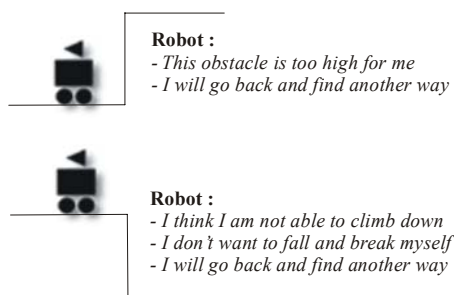 Robot :
- This obstacle is too high for me
- I will go back and find another way
Robot :
- I think I am not able to climb down
- I don't want to fall and break myself
- I will go back and find another way